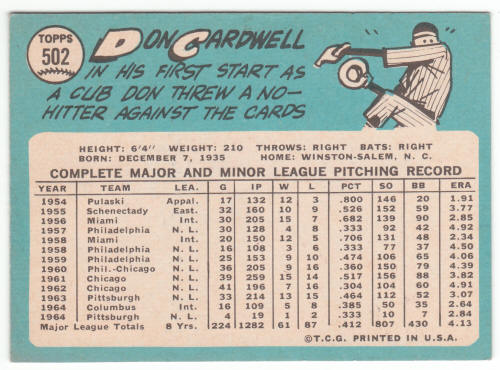 TOPPS
502
DON CARDWELL
IN HIS FIRST START AS
A CUB DON THREW A NO-
HITTER AGAINST THE CARDS
HEIGHT: 6'4" WEIGHT: 210 THROWS: RIGHT BATS: RIGHT
BORN: DECEMBER 7, 1935 HOME: WINSTON-SALEM, N. C.
COMPLETE MAJOR AND MINOR LEAGUE PITCHING RECORD
YEAR TEAM LEA. G IP W L PCT SO BB ERA
1954 Pulaski Appal. 17 132 12 3 .800 146 20 1.91
1955 Schenectady East. 32 160 10 9 .526 152 59 3.77
1956 Miami Int. 30 205 15 7 .682 139 90 2.85
1957 Philadelphia N. L. 30 128 4 8 .333 92 42 4.92
1958 Miami Int. 20 150 12 5 .706 131 48 2.34
1958 Philadelphia N. L. 16 108 3 6 .333 77 37 4.50
1959 Philadelphia N. L. 25 153 9 10 .474 106 65 4.06
1960 Phil.-Chicago N. L. 36 205 9 16 .360 150 79 4.39
1961 Chicago N. L. 39 259 15 14 .517 156 88 3.82
1962 Chicago N. L. 41 196 7 16 .304 104 60 4.91
1963 Pittsburgh N. L. 33 214 13 15 .464 112 52 3.07
1964 Columbus Int. 16 109 5 8 .385 50 35 2.64
1964 Pittsburgh N. L. 4 19 1 2 .333 10 7 2.84
Major League Totals 8 Yrs. 224 1282 61 87 .412 807 430 4.13
©T.C.G. PRINTED IN U.S.A.